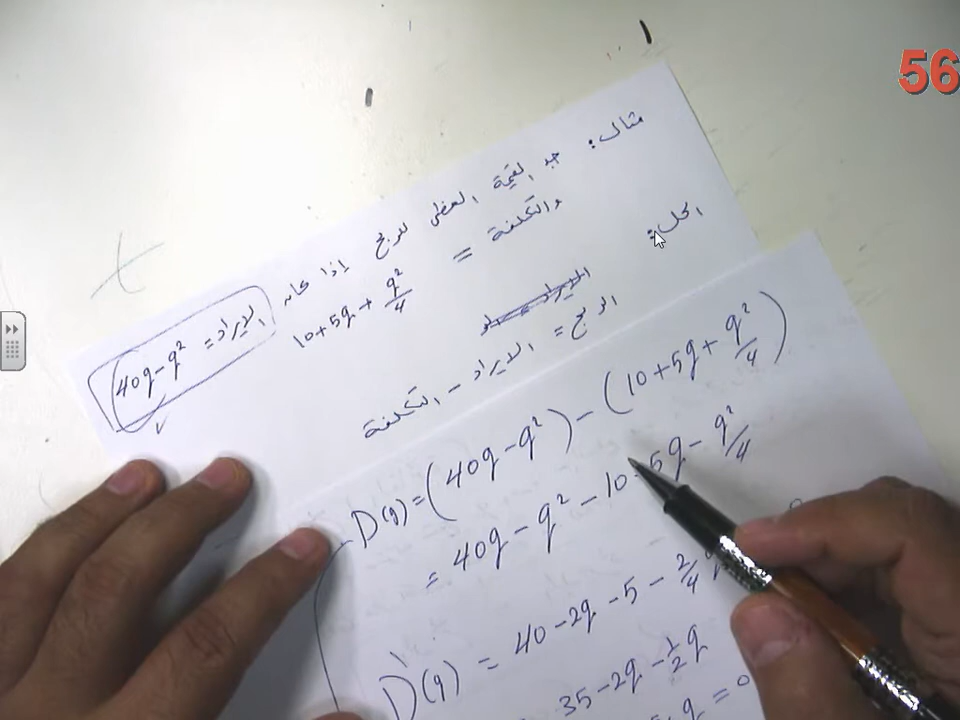 56
مثال: جد القيمة العظمى للربح إذا كان الإيراد = 40q - q²
والتكلفة = 10 + 5q + q²/4
الحل:
الربح = الايراد - التكلفة
D(q) = (40q - q²) - (10 + 5q + q²/4)
= 40q - q² - 10 - 5q - q²/4
D'(q) = 40 - 2q - 5 - 2/4 q
35 - 2q - 1/2 q
q = 0